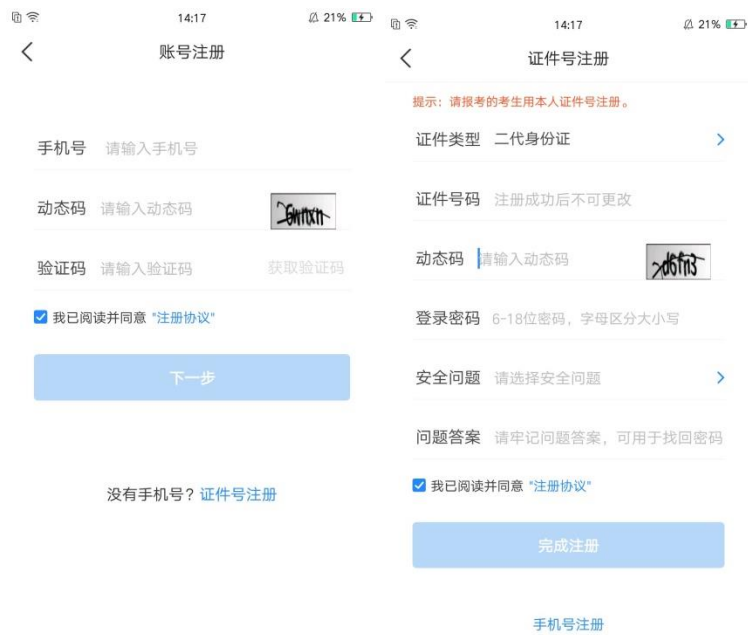 14:17
21%
账号注册
手机号 请输入手机号
动态码 请输入动态码
验证码 请输入验证码 获取验证码
我已阅读并同意 "注册协议"
下一步
没有手机号? 证件号注册
14:17
21%
证件号注册
提示:请报考的考生用本人证件号注册。
证件类型 二代身份证
证件号码 注册成功后不可更改
动态码 请输入动态码
d6fn3
登录密码 6-18位密码,字母区分大小写
安全问题 请选择安全问题
问题答案 请牢记问题答案,可用于找回密码
我已阅读并同意 "注册协议"
完成注册
手机号注册